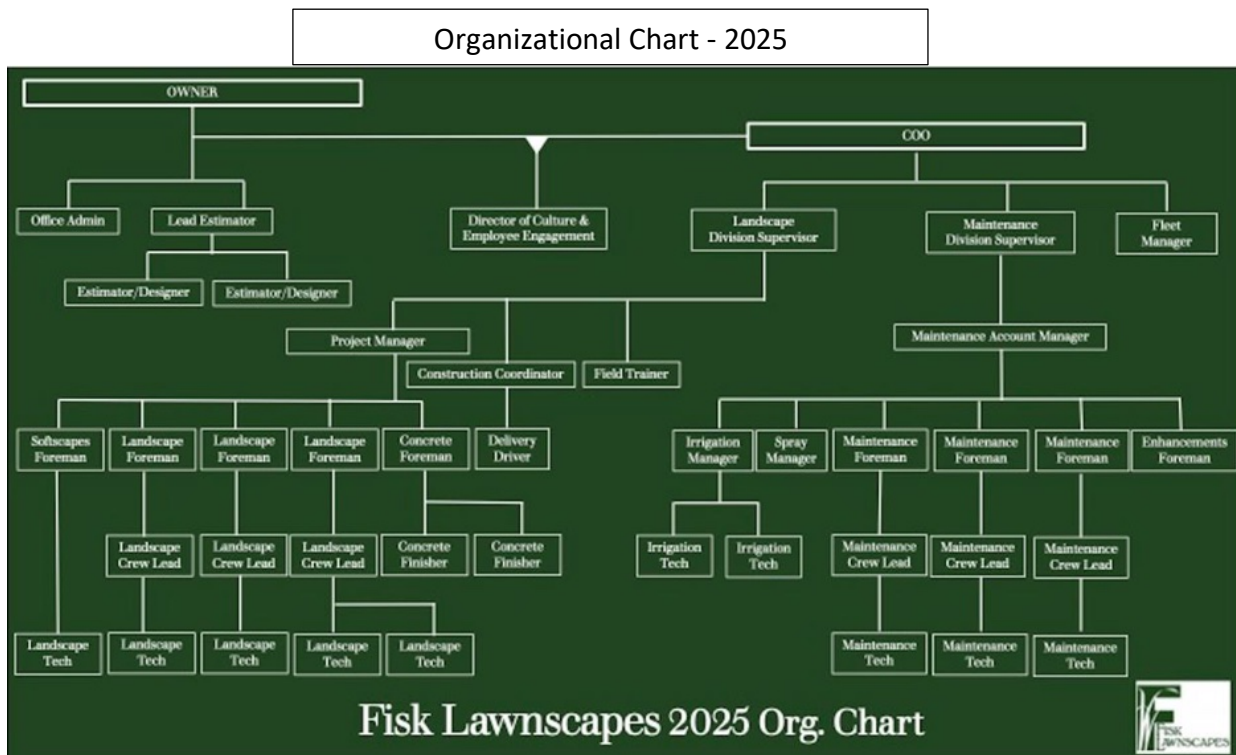 Organizational Chart - 2025
OWNER
COO
Office Admin
Lead Estimator
Director of Culture &
Employee Engagement
Landscape
Division Supervisor
Maintenance
Division Supervisor
Fleet
Manager
Estimator/Designer
Estimator/Designer
Project Manager
Maintenance Account Manager
Construction Coordinator
Field Trainer
Softscapes
Foreman
Landscape
Foreman
Landscape
Foreman
Landscape
Foreman
Concrete
Foreman
Delivery
Driver
Irrigation
Manager
Spray
Manager
Maintenance
Foreman
Maintenance
Foreman
Maintenance
Foreman
Enhancements
Foreman
Landscape
Crew Lead
Landscape
Crew Lead
Landscape
Crew Lead
Concrete
Finisher
Concrete
Finisher
Irrigation
Tech
Irrigation
Tech
Maintenance
Crew Lead
Maintenance
Crew Lead
Maintenance
Crew Lead
Landscape
Tech
Landscape
Tech
Landscape
Tech
Landscape
Tech
Landscape
Tech
Maintenance
Tech
Maintenance
Tech
Maintenance
Tech
Fisk Lawnscapes 2025 Org. Chart
FISK
LAWNSCAPES